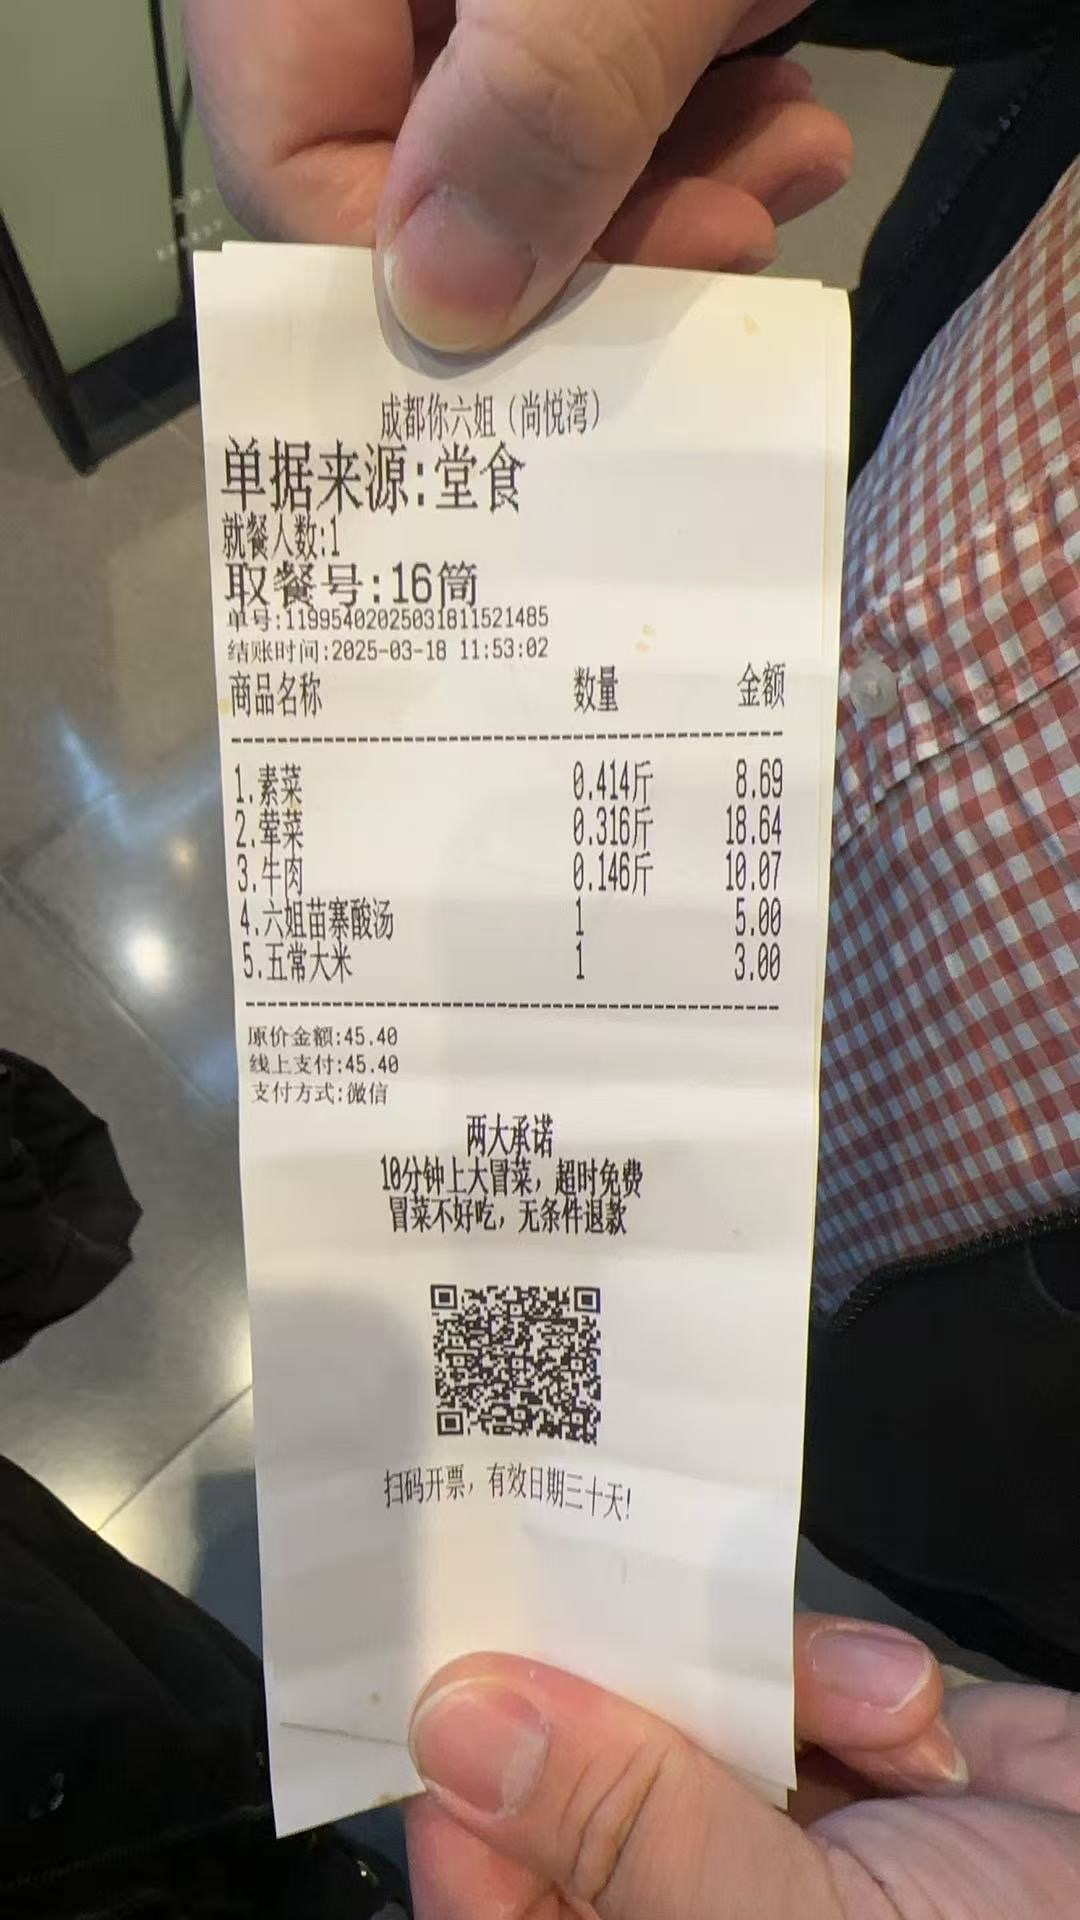 成都你六姐（尚悦湾）
单据来源:堂食
就餐人数:1
取餐号:16筒
单号:11995402025031811521485
结账时间:2025-03-18 11:53:02
商品名称 数量 金额
1.素菜 0.414斤 8.69
2.荤菜 0.316斤 18.64
3.牛肉 0.146斤 10.07
4.六姐苗寨酸汤 1 5.00
5.五常大米 1 3.00
原价金额:45.40
线上支付:45.40
支付方式:微信
两大承诺
10分钟上大冒菜，超时免费
冒菜不好吃，无条件退款
扫码开票，有效日期三十天!